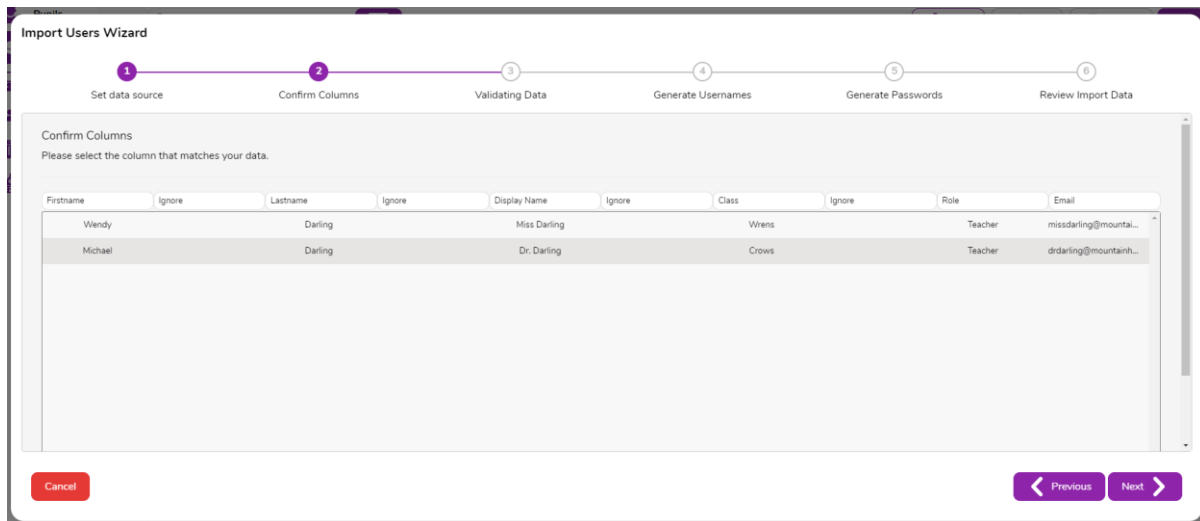 Pupils
Import Users Wizard
1 2 3 4 5 6
Set data source Confirm Columns Validating Data Generate Usernames Generate Passwords Review Import Data
Confirm Columns
Please select the column that matches your data.
Firstname Ignore Lastname Ignore Display Name Ignore Class Ignore Role Email
Wendy Darling Miss Darling Wrens Teacher missdarling@mountai...
Michael Darling Dr. Darling Crows Teacher drdarling@mountainh...
Cancel Previous Next